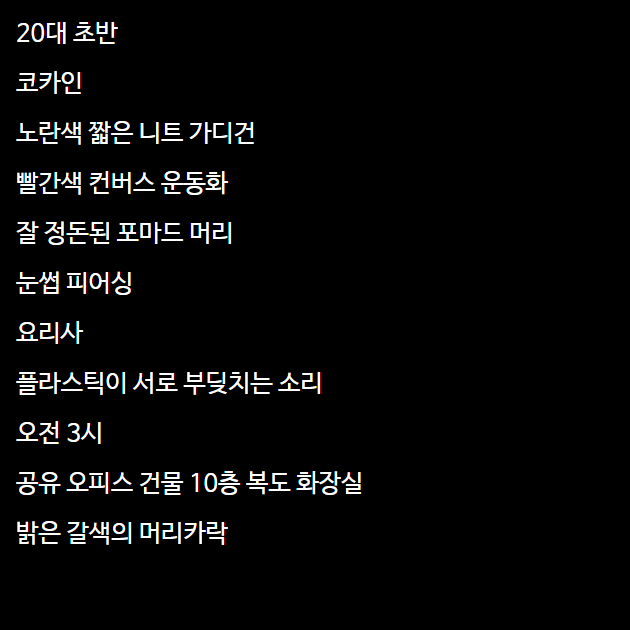 20대 초반
코카인
노란색 짧은 니트 가디건
빨간색 컨버스 운동화
잘 정돈된 포마드 머리
눈썹 피어싱
요리사
플라스틱이 서로 부딪치는 소리
오전 3시
공유 오피스 건물 10층 복도 화장실
밝은 갈색의 머리카락